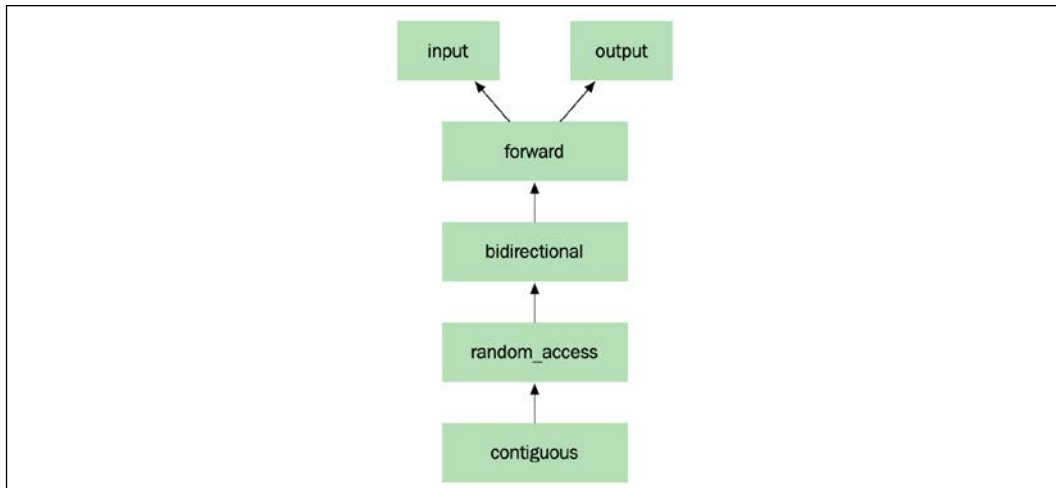 input
output
forward
bidirectional
random_access
contiguous